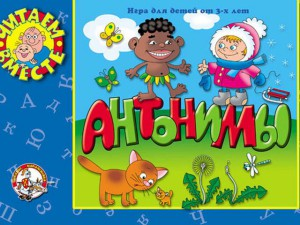 ЧИТАЕМ
ВМЕСТЕ
Игра для детей от 3-х лет
АНТОНИМЫ